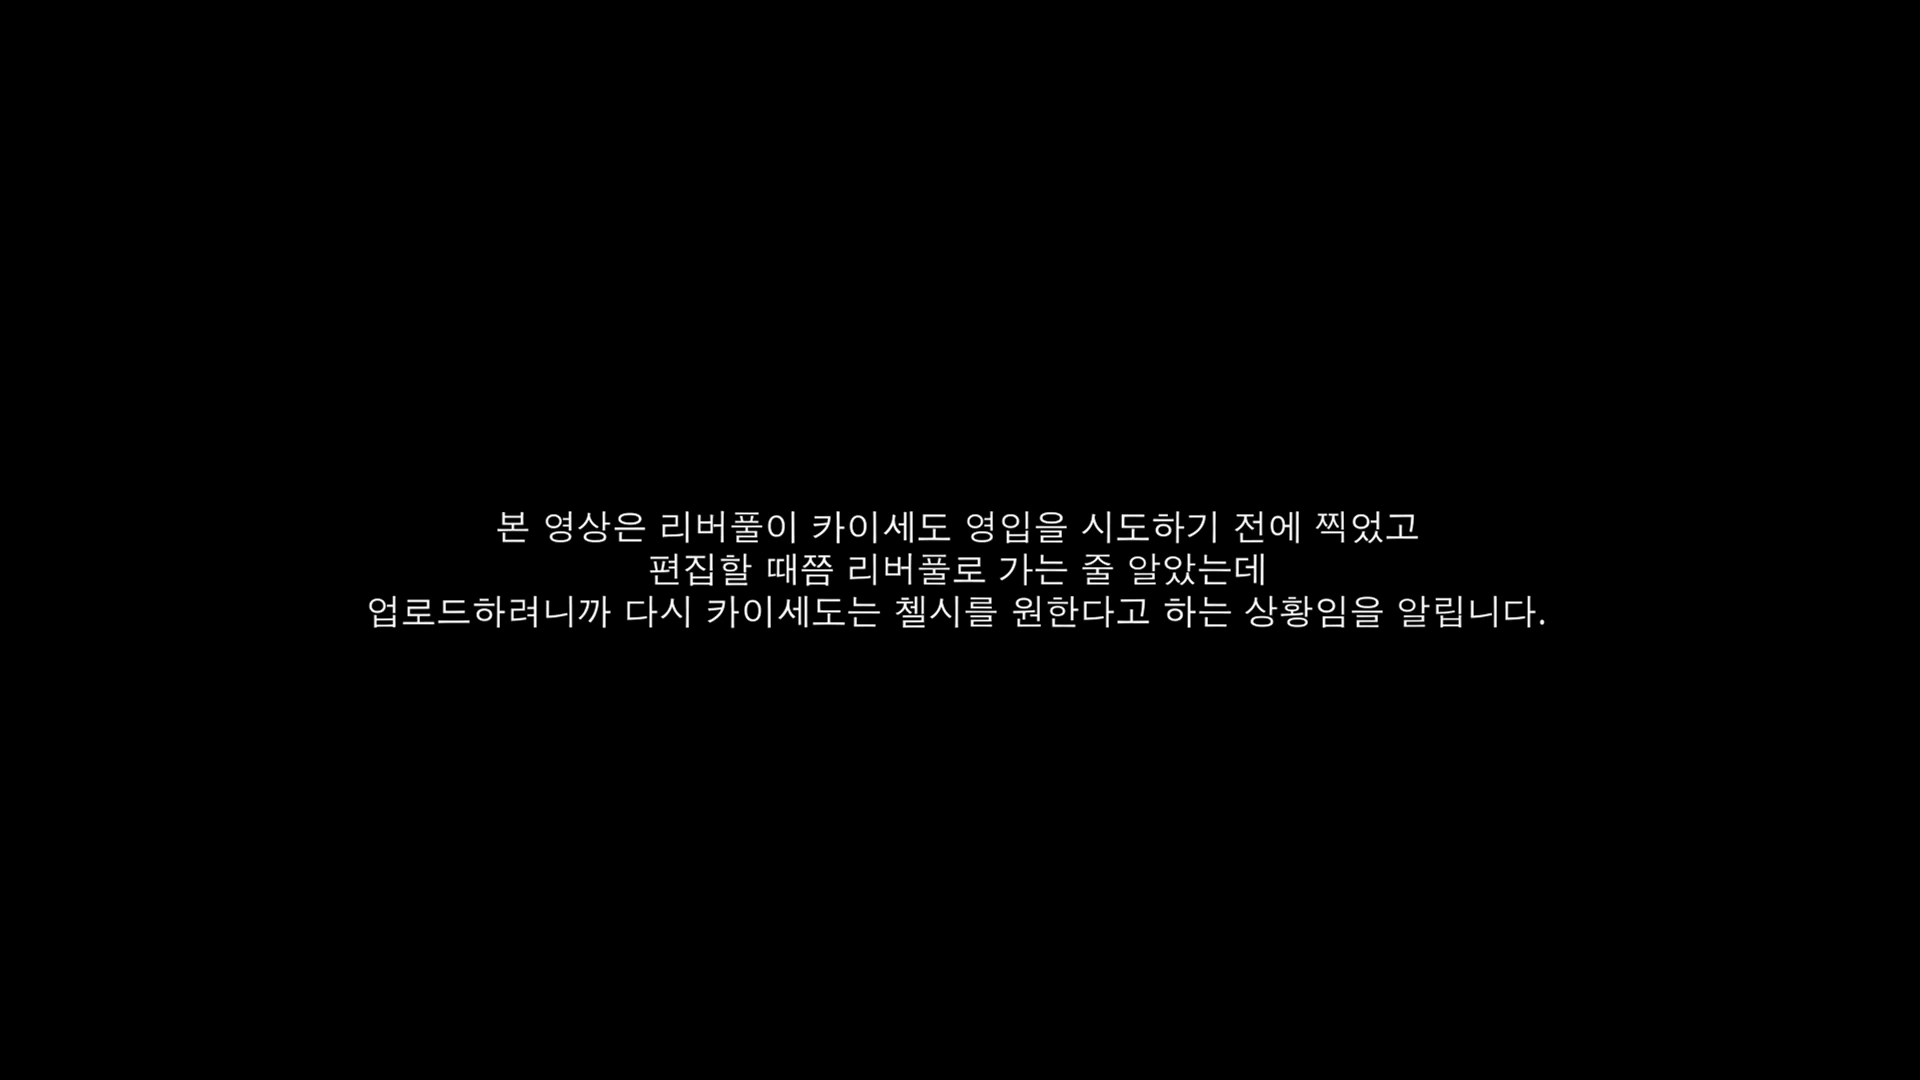 본 영상은 리버풀이 카이세도 영입을 시도하기 전에 찍었고
편집할 때쯤 리버풀로 가는 줄 알았는데
업로드하려니까 다시 카이세도는 첼시를 원한다고 하는 상황임을 알립니다.